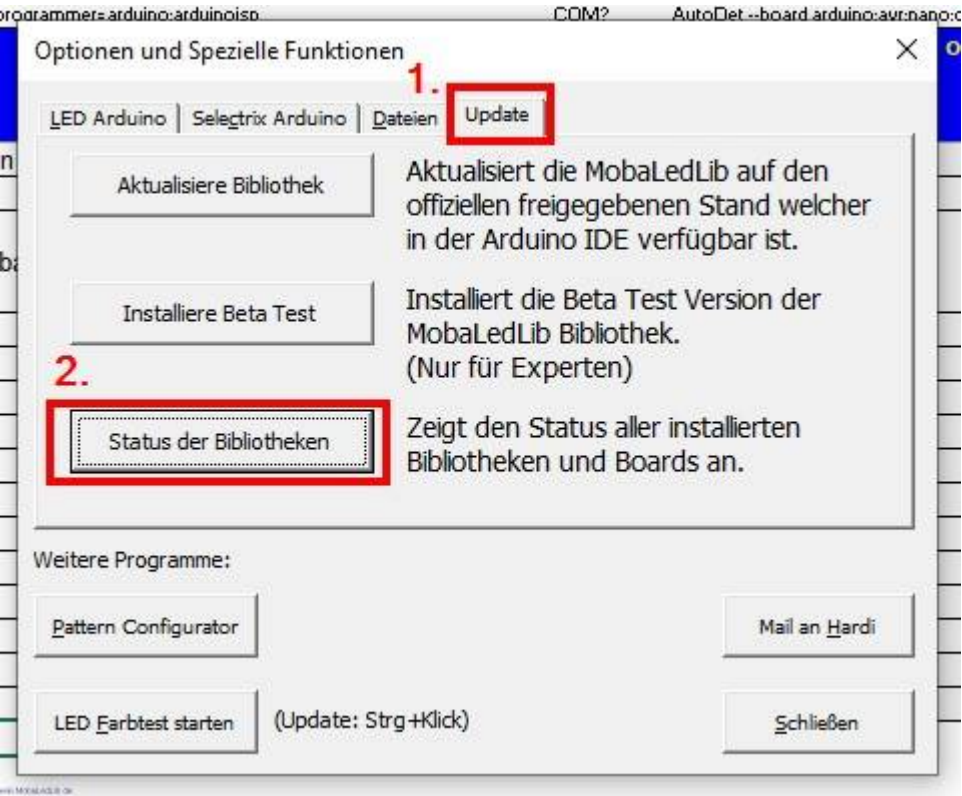 programmer=arduino:arduinoisp COM? AutoDet --board arduino:avr:nano:c
Optionen und Spezielle Funktionen
1.
LED Arduino Selectrix Arduino Dateien Update
Aktualisiere Bibliothek
Aktualisiert die MobaLedLib auf den
offiziellen freigegebenen Stand welcher
in der Arduino IDE verfügbar ist.
Installiere Beta Test
Installiert die Beta Test Version der
MobaLedLib Bibliothek.
(Nur für Experten)
2.
Status der Bibliotheken
Zeigt den Status aller installierten
Bibliotheken und Boards an.
Weitere Programme:
Pattern Configurator
Mail an Hardi
LED Farbtest starten
(Update: Strg+Klick)
Schließen